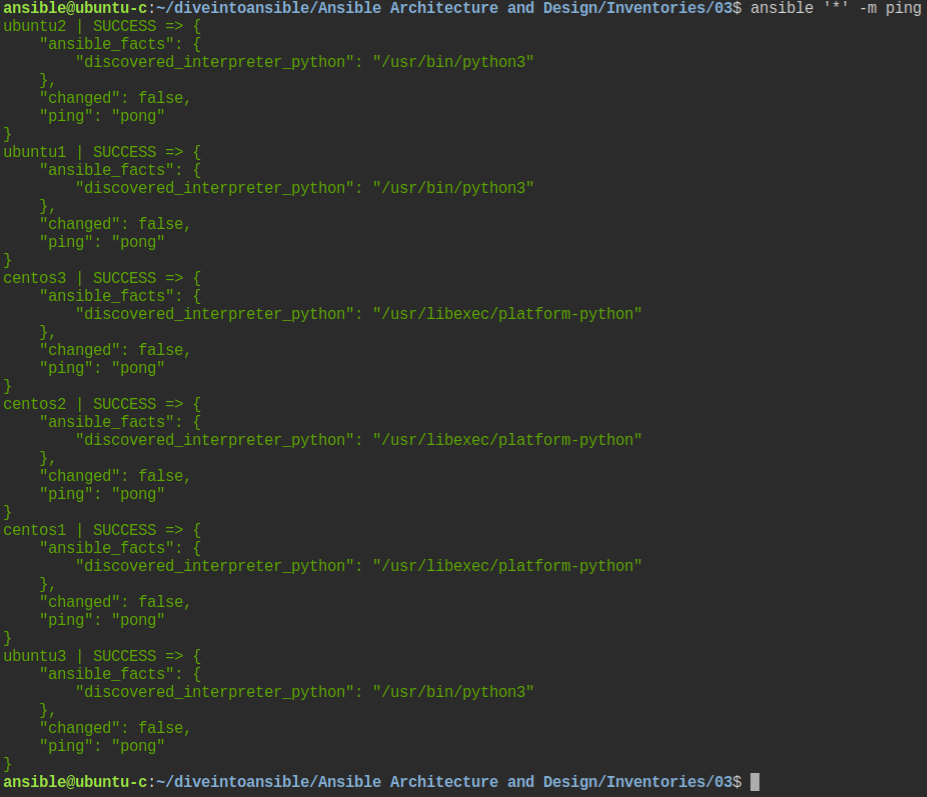 ansible@ubuntu-c:~/diveintoansible/Ansible Architecture and Design/Inventories/03$ ansible '*' -m ping
ubuntu2 | SUCCESS => {
    "ansible_facts": {
        "discovered_interpreter_python": "/usr/bin/python3"
    },
    "changed": false,
    "ping": "pong"
}
ubuntu1 | SUCCESS => {
    "ansible_facts": {
        "discovered_interpreter_python": "/usr/bin/python3"
    },
    "changed": false,
    "ping": "pong"
}
centos3 | SUCCESS => {
    "ansible_facts": {
        "discovered_interpreter_python": "/usr/libexec/platform-python"
    },
    "changed": false,
    "ping": "pong"
}
centos2 | SUCCESS => {
    "ansible_facts": {
        "discovered_interpreter_python": "/usr/libexec/platform-python"
    },
    "changed": false,
    "ping": "pong"
}
centos1 | SUCCESS => {
    "ansible_facts": {
        "discovered_interpreter_python": "/usr/libexec/platform-python"
    },
    "changed": false,
    "ping": "pong"
}
ubuntu3 | SUCCESS => {
    "ansible_facts": {
        "discovered_interpreter_python": "/usr/bin/python3"
    },
    "changed": false,
    "ping": "pong"
}
ansible@ubuntu-c:~/diveintoansible/Ansible Architecture and Design/Inventories/03$